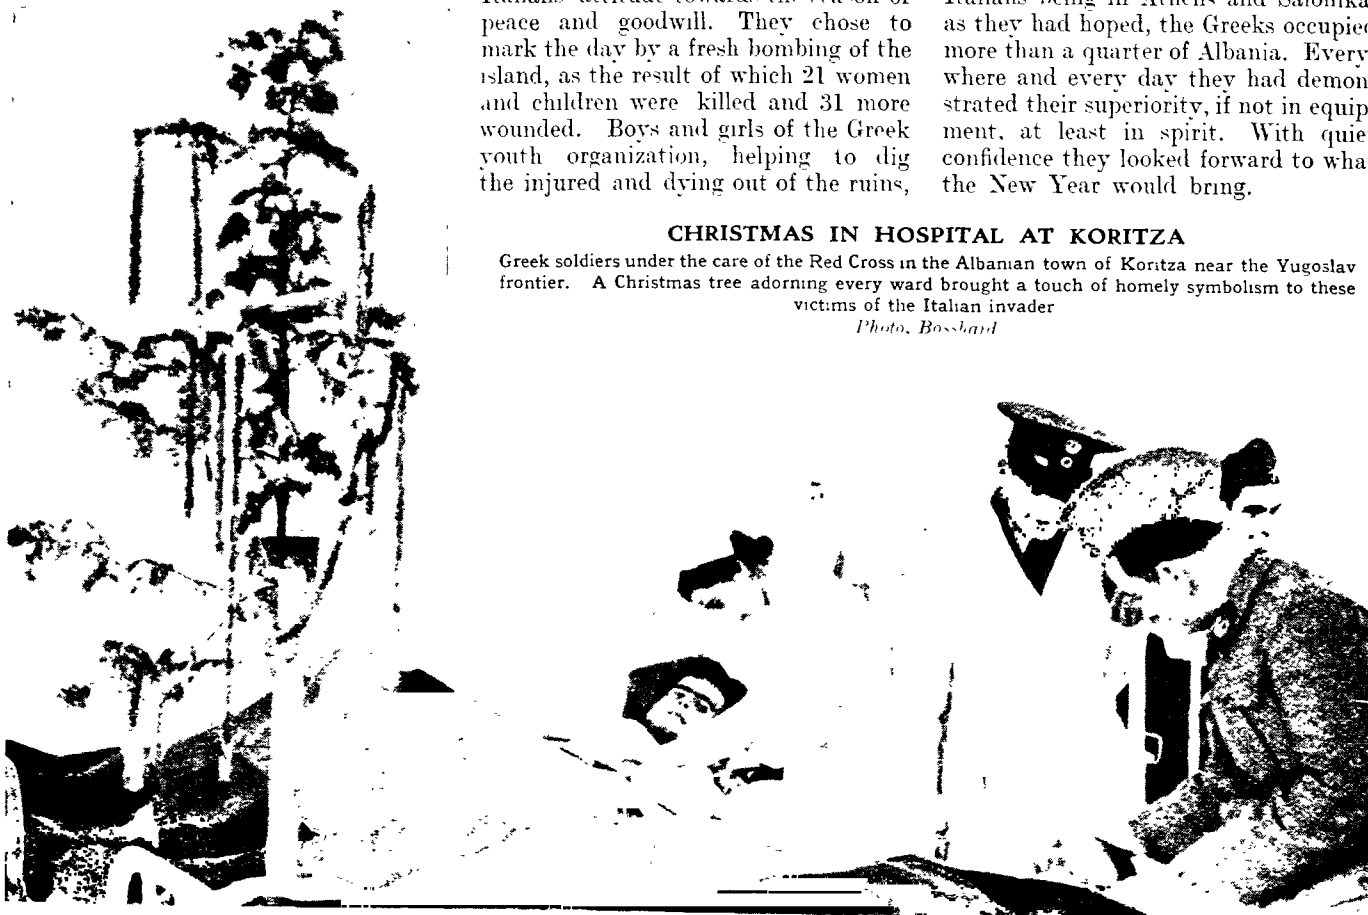 peace and goodwill. They chose to
mark the day by a fresh bombing of the
island, as the result of which 21 women
and children were killed and 31 more
wounded. Boys and girls of the Greek
youth organization, helping to dig
the injured and dying out of the ruins,
as they had hoped, the Greeks occupied
more than a quarter of Albania. Every
where and every day they had demon
strated their superiority, if not in equip
ment, at least in spirit. With quie
confidence they looked forward to wha
the New Year would bring.
CHRISTMAS IN HOSPITAL AT KORITZA
Greek soldiers under the care of the Red Cross in the Albanian town of Koritza near the Yugoslav
frontier. A Christmas tree adorning every ward brought a touch of homely symbolism to these
victims of the Italian invader
Photo, Bosshard